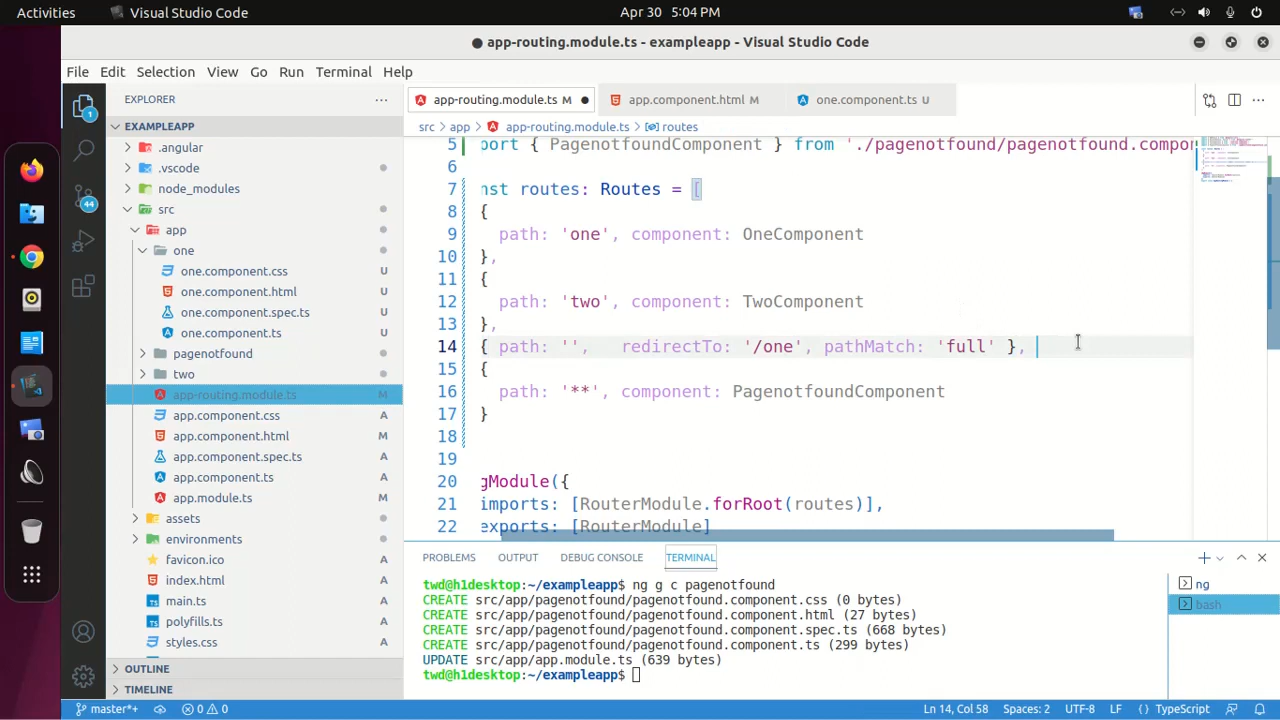 Activities
Visual Studio Code
Apr 30 5:04 PM
● app-routing.module.ts - exampleapp - Visual Studio Code
File Edit Selection View Go Run Terminal Help
EXPLORER
EXAMPLEAPP
.angular
.vscode
node_modules
src
app
one
one.component.css U
one.component.html U
one.component.spec.ts U
one.component.ts U
pagenotfound
two
app-routing.module.ts M
app.component.css A
app.component.html M
app.component.spec.ts A
app.component.ts A
app.module.ts M
assets
environments
favicon.ico A
index.html A
main.ts A
polyfills.ts A
styles.css A
OUTLINE
TIMELINE
1
44
app-routing.module.ts M ●
app.component.html M
one.component.ts U
src > app > app-routing.module.ts > routes
5 port { PagenotfoundComponent } from './pagenotfound/pagenotfound.compor
6
7 nst routes: Routes = [
8 {
9 path: 'one', component: OneComponent
10 },
11 {
12 path: 'two', component: TwoComponent
13 },
14 { path: '',   redirectTo: '/one', pathMatch: 'full' },
15 {
16 path: '**', component: PagenotfoundComponent
17 }
18
19
20 gModule({
21 imports: [RouterModule.forRoot(routes)],
22 exports: [RouterModule]
PROBLEMS OUTPUT DEBUG CONSOLE TERMINAL
twd@h1desktop:~/exampleapp$ ng g c pagenotfound
CREATE src/app/pagenotfound/pagenotfound.component.css (0 bytes)
CREATE src/app/pagenotfound/pagenotfound.component.html (27 bytes)
CREATE src/app/pagenotfound/pagenotfound.component.spec.ts (668 bytes)
CREATE src/app/pagenotfound/pagenotfound.component.ts (299 bytes)
UPDATE src/app/app.module.ts (639 bytes)
twd@h1desktop:~/exampleapp$
ng
bash
master*+ 0 0 Ln 14, Col 58 Spaces: 2 UTF-8 LF { } TypeScript